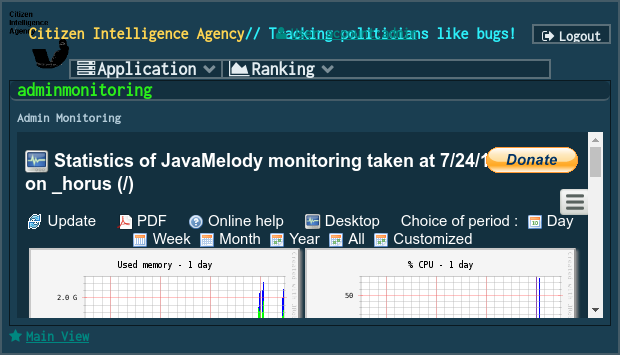 Citizen
Intelligence
Agency
Citizen Intelligence Agency// Tracking politicians like bugs!
Logout
Application
Ranking
adminmonitoring
Admin Monitoring
Statistics of JavaMelody monitoring taken at 7/24/1
on _horus (/)
Donate
Update PDF Online help Desktop Choice of period : Day
Week Month Year All Customized
Used memory - 1 day
% CPU - 1 day
2.0 G
50
Main View